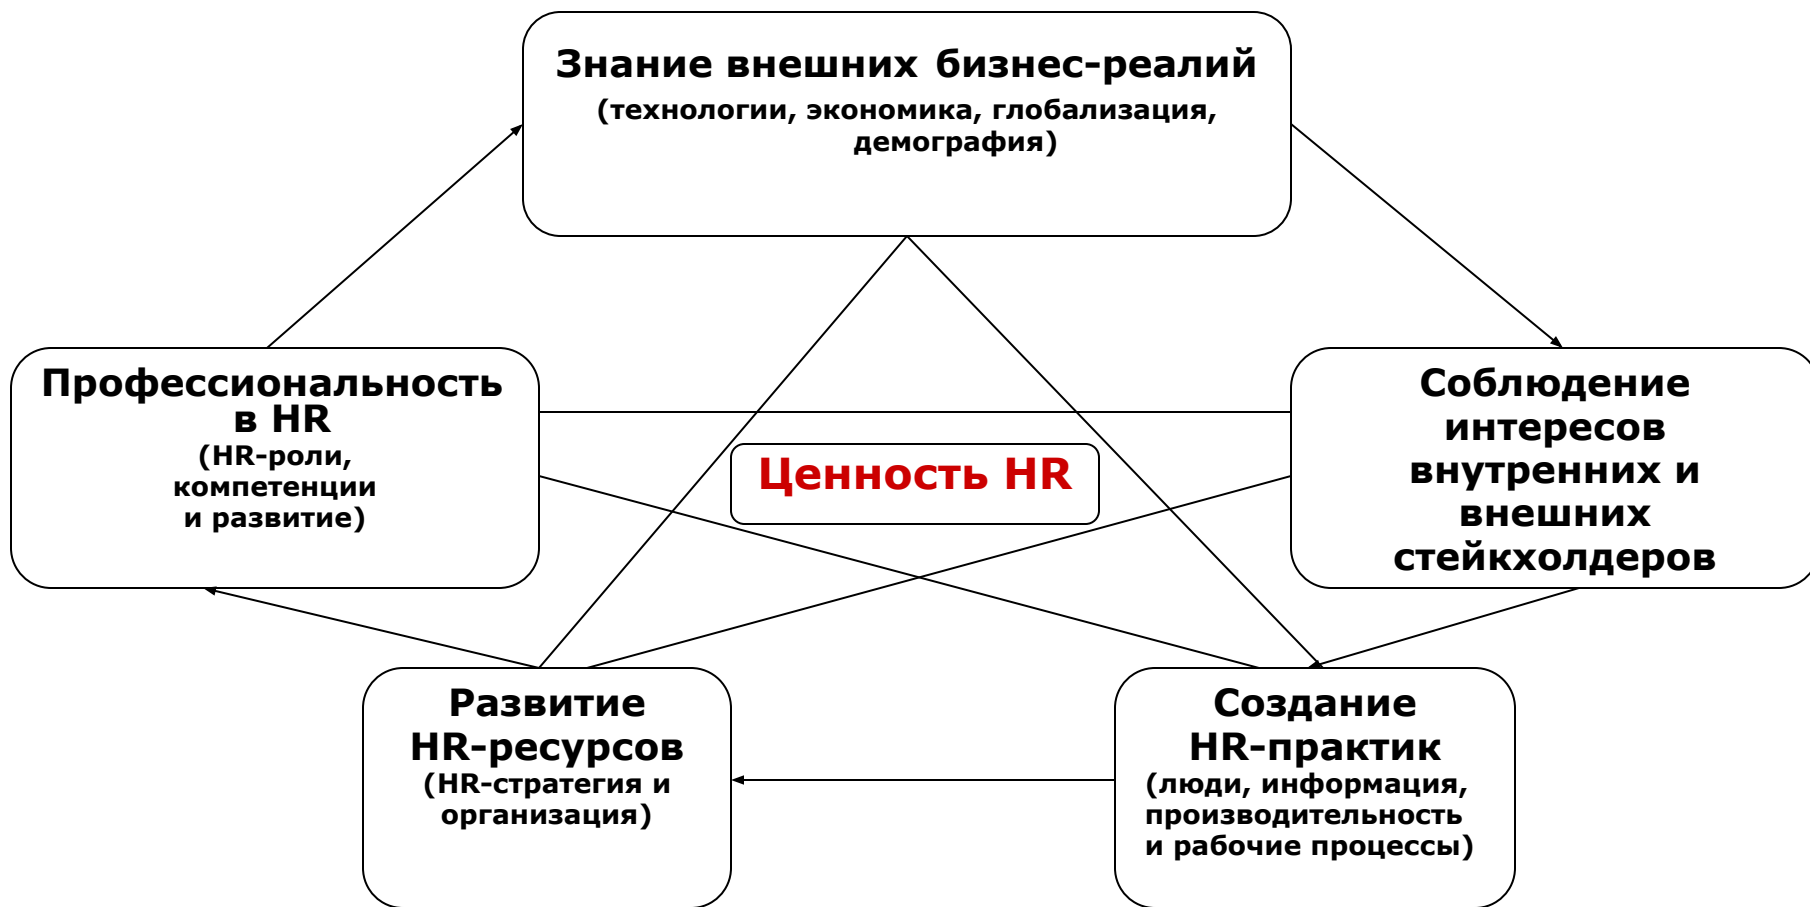 Знание внешних бизнес-реалий
(технологии, экономика, глобализация,
демография)
Профессиональность
в HR
(HR-роли,
компетенции
и развитие)
Ценность HR
Соблюдение
интересов
внутренних и
внешних
стейкхолдеров
Развитие
HR-ресурсов
(HR-стратегия и
организация)
Создание
HR-практик
(люди, информация,
производительность
и рабочие процессы)